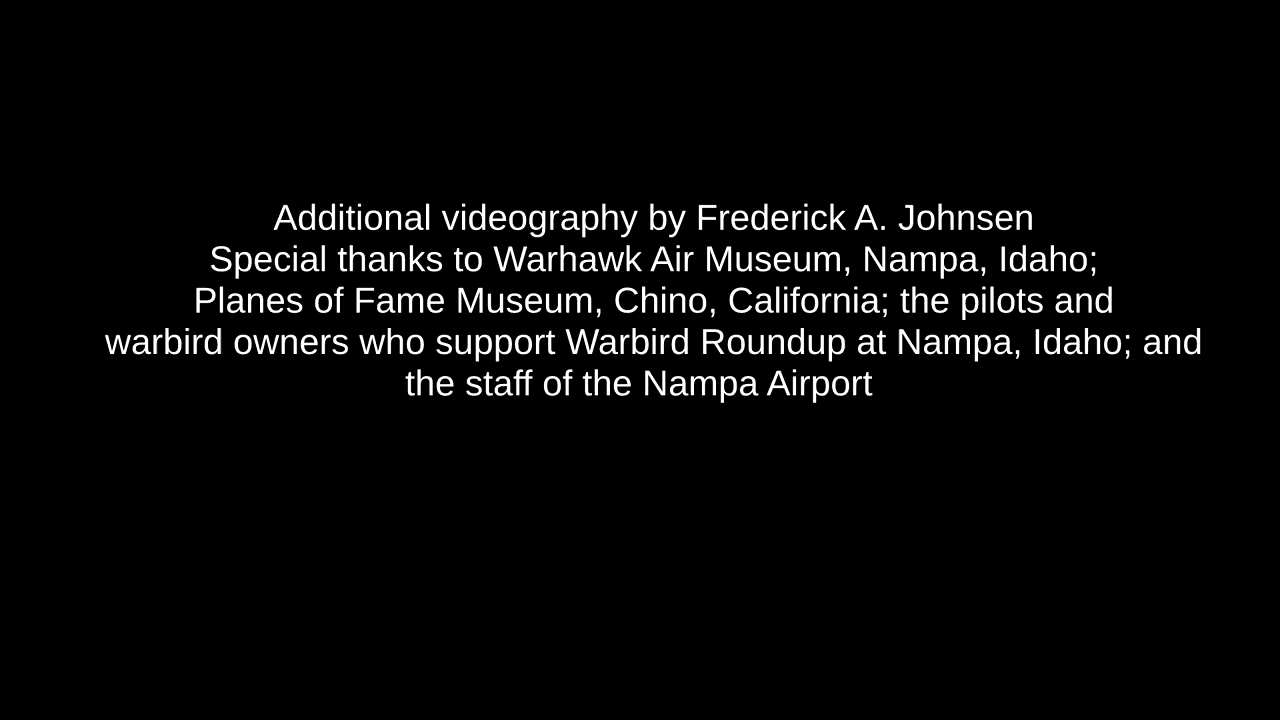 Additional videography by Frederick A. Johnsen
Special thanks to Warhawk Air Museum, Nampa, Idaho;
Planes of Fame Museum, Chino, California; the pilots and
warbird owners who support Warbird Roundup at Nampa, Idaho; and
the staff of the Nampa Airport